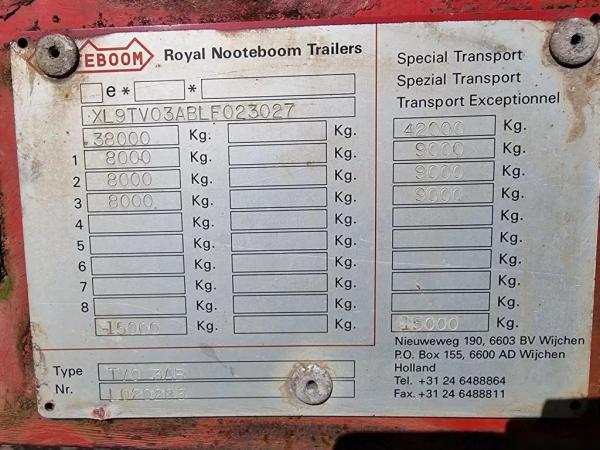 EBOOM Royal Nooteboom Trailers
Special Transport
Spezial Transport
Transport Exceptionnel
e* *
XL9TV03ABLF023027
38000 Kg. Kg. 42000 Kg.
1 8000 Kg. Kg. 9000 Kg.
2 8000 Kg. Kg. 9000 Kg.
3 8000 Kg. Kg. 9000 Kg.
4 Kg. Kg. Kg.
5 Kg. Kg. Kg.
6 Kg. Kg. Kg.
7 Kg. Kg. Kg.
8 Kg. Kg. Kg.
15000 Kg. Kg. 15000 Kg.
Type
Nr.
Nieuweweg 190, 6603 BV Wijchen
P.O. Box 155, 6600 AD Wijchen
Holland
Tel. +31 24 6488864
Fax. +31 24 6488811